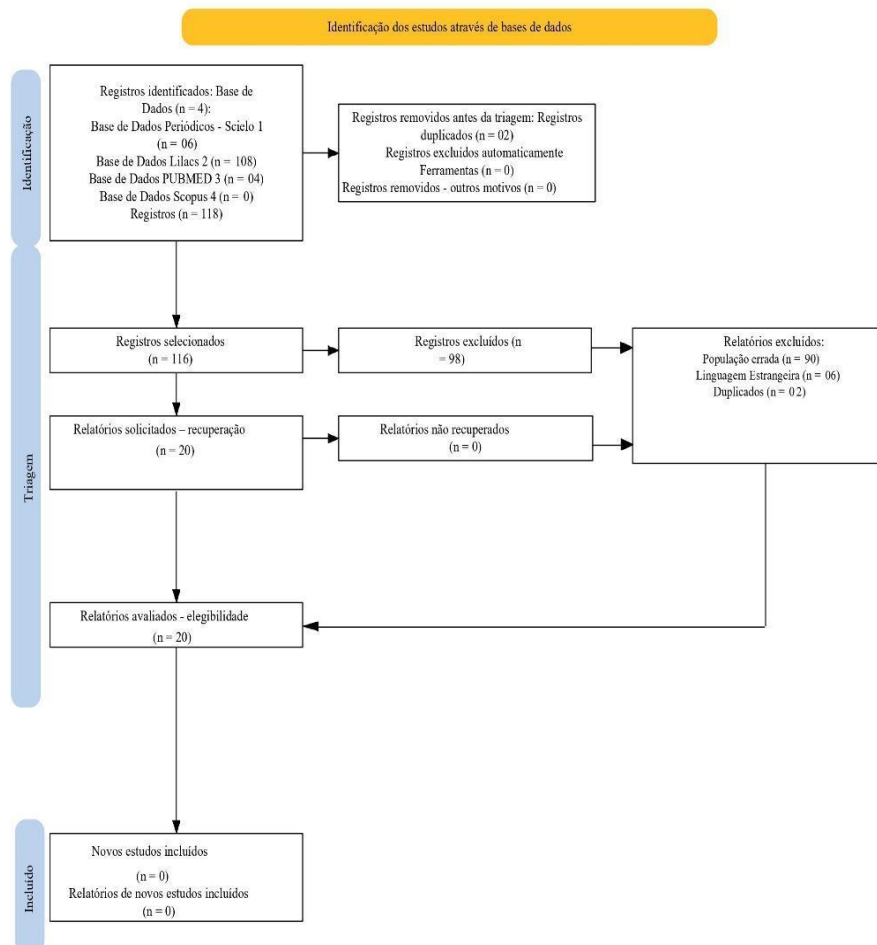 Identificação dos estudos através de bases de dados
Identificação
Registros identificados: Base de
Dados (n = 4):
Base de Dados Periódicos - Scielo 1
(n = 06)
Base de Dados Lilacs 2 (n = 108)
Base de Dados PUBMED 3 (n = 04)
Base de Dados Scopus 4 (n = 0)
Registros (n = 118)
Registros removidos antes da triagem: Registros
duplicados (n = 02)
Registros excluídos automaticamente
Ferramentas (n = 0)
Registros removidos - outros motivos (n = 0)
Triagem
Registros selecionados
(n = 116)
Registros excluídos (n
= 98)
Relatórios excluídos:
População errada (n = 90)
Linguagem Estrangeira (n = 06)
Duplicados (n = 02)
Relatórios solicitados – recuperação
(n = 20)
Relatórios não recuperados
(n = 0)
Relatórios avaliados - elegibilidade
(n = 20)
Incluído
Novos estudos incluídos
(n = 0)
Relatórios de novos estudos incluídos
(n = 0)